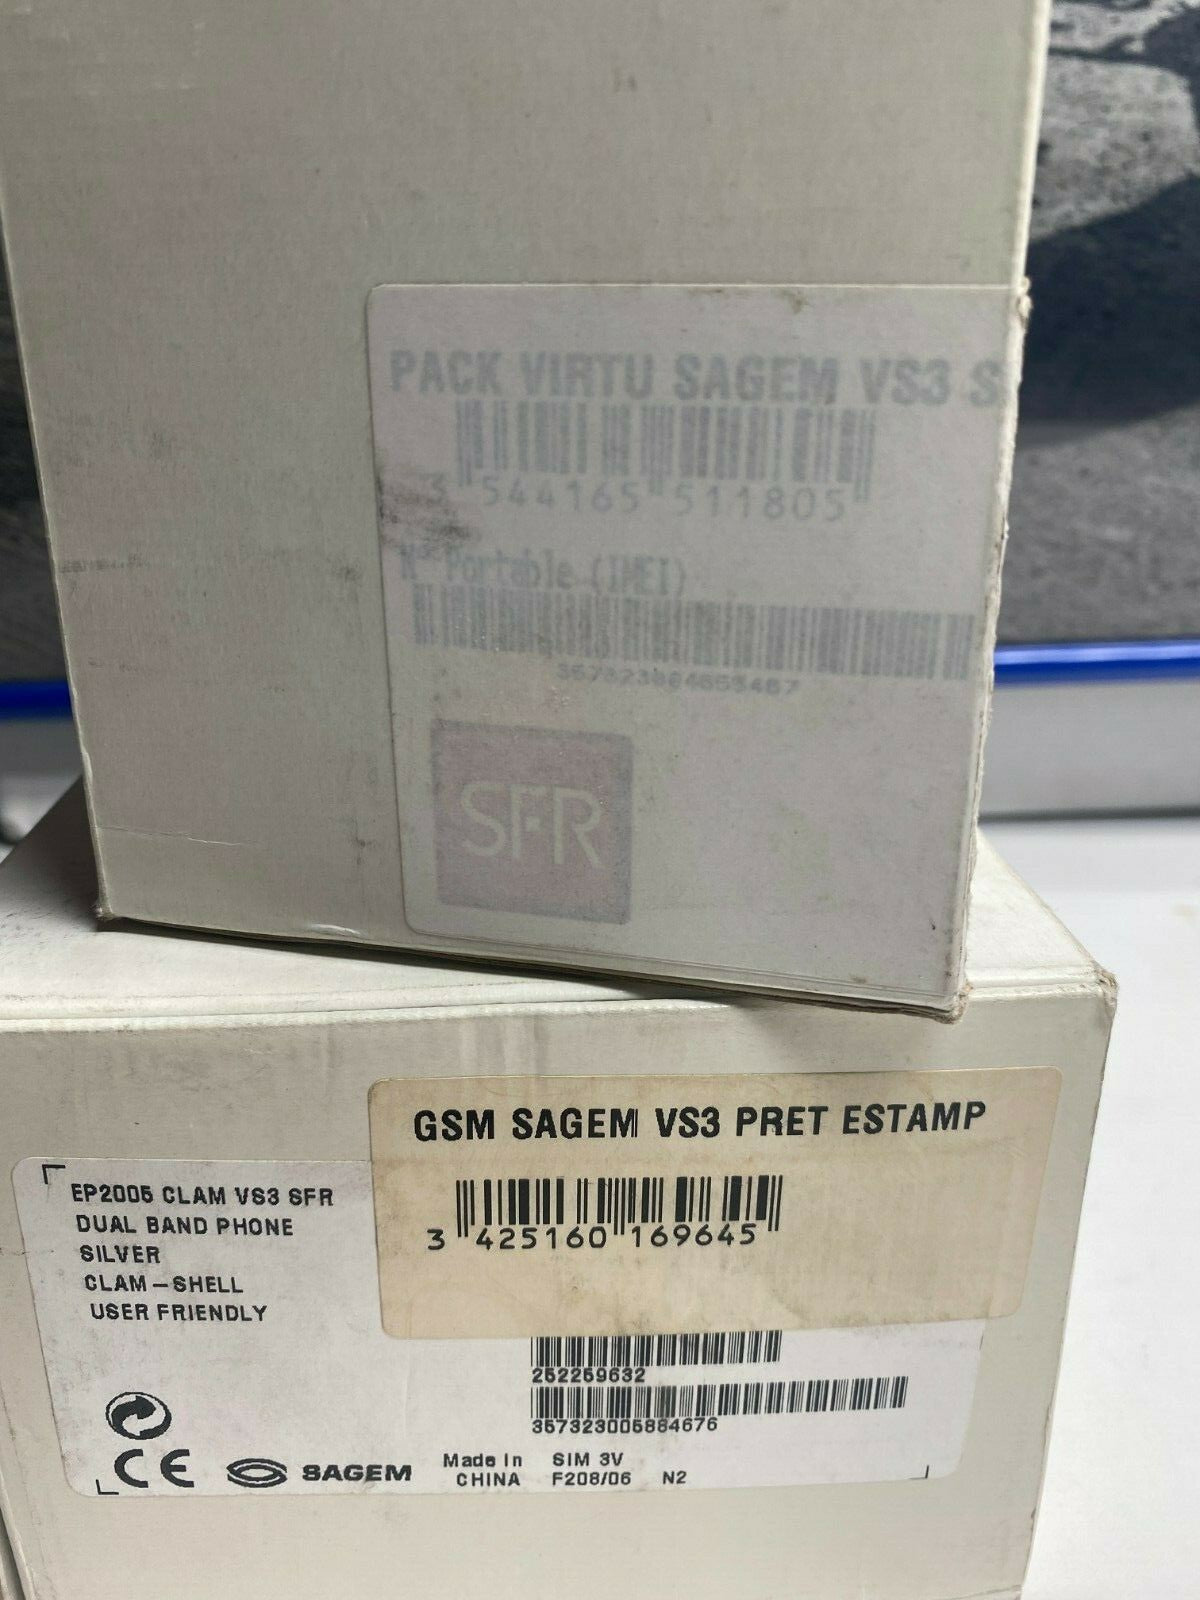 PACK VIRTU SAGEM VS3 S
3 544165 511805
N° Portable (IMEI)
SFR
GSM SAGEM VS3 PRET ESTAMP
3 425160 169645
EP2005 CLAM VS3 SFR
DUAL BAND PHONE
SILVER
CLAM-SHELL
USER FRIENDLY
252259632
357323005884676
CE SAGEM Made In SIM 3V
CHINA F208/06 N2